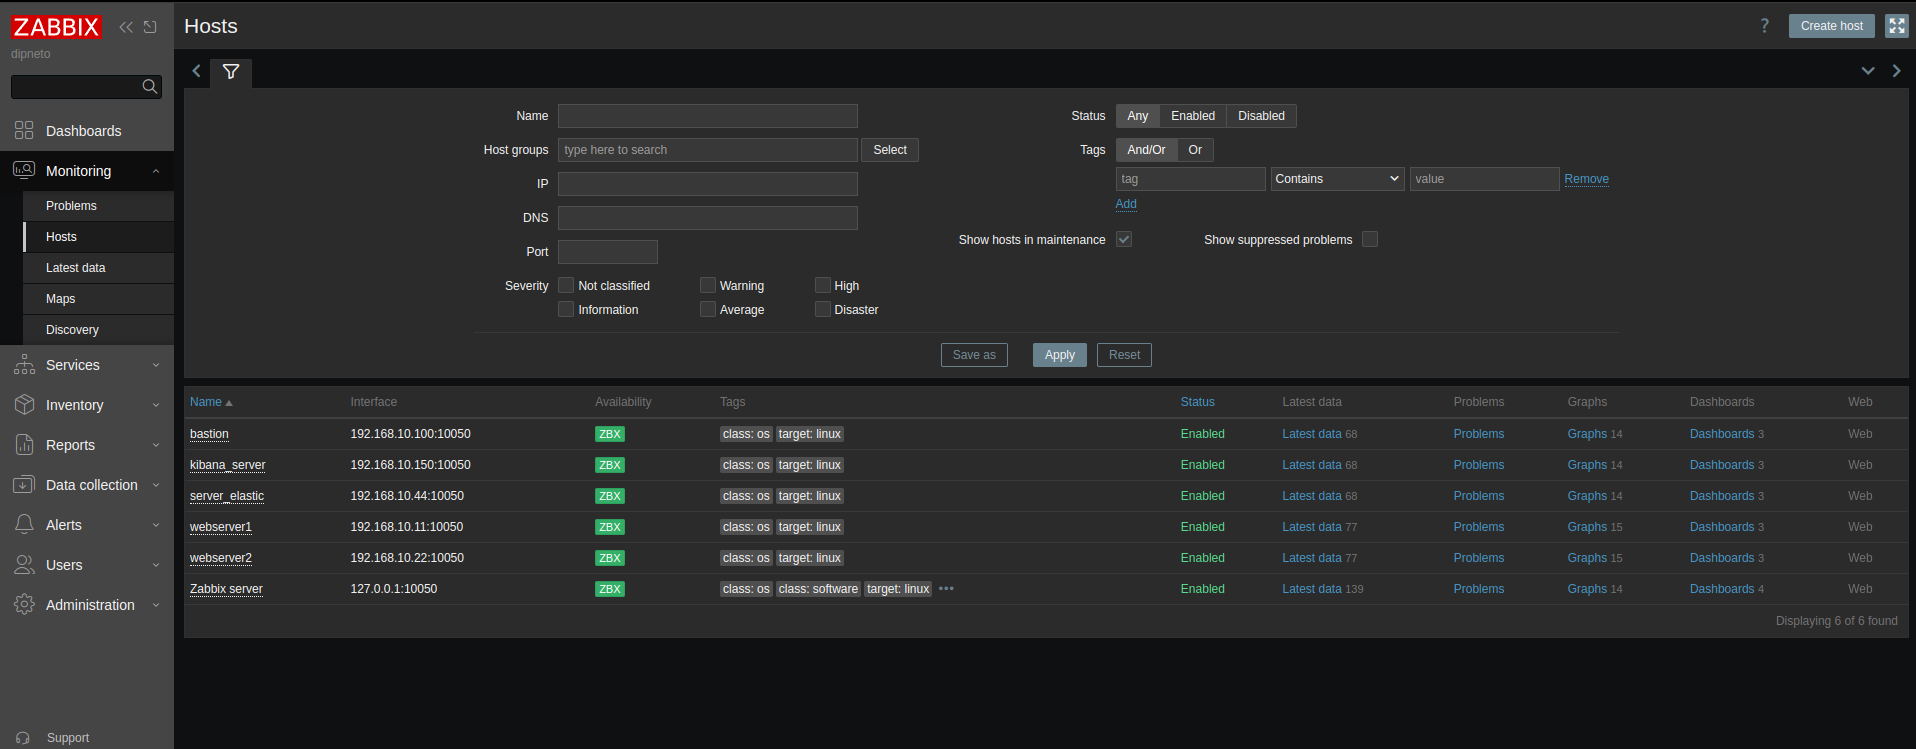 ZABBIX
dipneto
Dashboards
Monitoring
Problems
Hosts
Latest data
Maps
Discovery
Services
Inventory
Reports
Data collection
Alerts
Users
Administration
Support
Hosts
? Create host
Name
Host groups type here to search Select
IP
DNS
Port
Severity Not classified Warning High
Information Average Disaster
Status Any Enabled Disabled
Tags And/Or Or
tag Contains value Remove
Add
Show hosts in maintenance Show suppressed problems
Save as Apply Reset
Name Interface Availability Tags Status Latest data Problems Graphs Dashboards Web
bastion 192.168.10.100:10050 ZBX class: os target: linux Enabled Latest data 68 Problems Graphs 14 Dashboards 3 Web
kibana_server 192.168.10.150:10050 ZBX class: os target: linux Enabled Latest data 68 Problems Graphs 14 Dashboards 3 Web
server_elastic 192.168.10.44:10050 ZBX class: os target: linux Enabled Latest data 68 Problems Graphs 14 Dashboards 3 Web
webserver1 192.168.10.11:10050 ZBX class: os target: linux Enabled Latest data 77 Problems Graphs 15 Dashboards 3 Web
webserver2 192.168.10.22:10050 ZBX class: os target: linux Enabled Latest data 77 Problems Graphs 15 Dashboards 3 Web
Zabbix server 127.0.0.1:10050 ZBX class: os class: software target: linux ••• Enabled Latest data 139 Problems Graphs 14 Dashboards 4 Web
Displaying 6 of 6 found